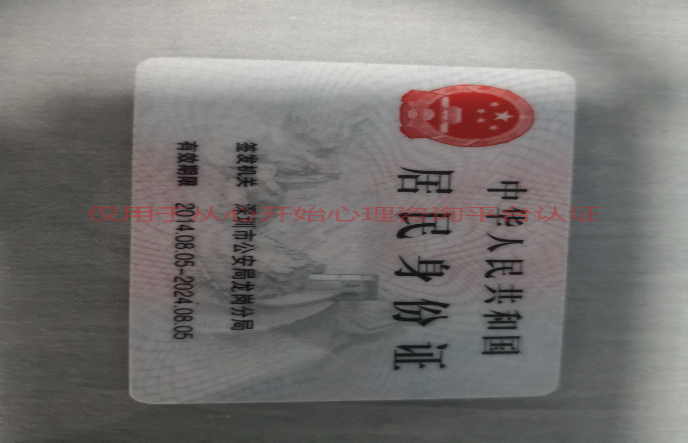 中华人民共和国
居民身份证
签发机关 深圳市公安局龙岗分局
有效期限 2014.08.05-2024.08.05
仅用于从心开始心理咨询平台认证